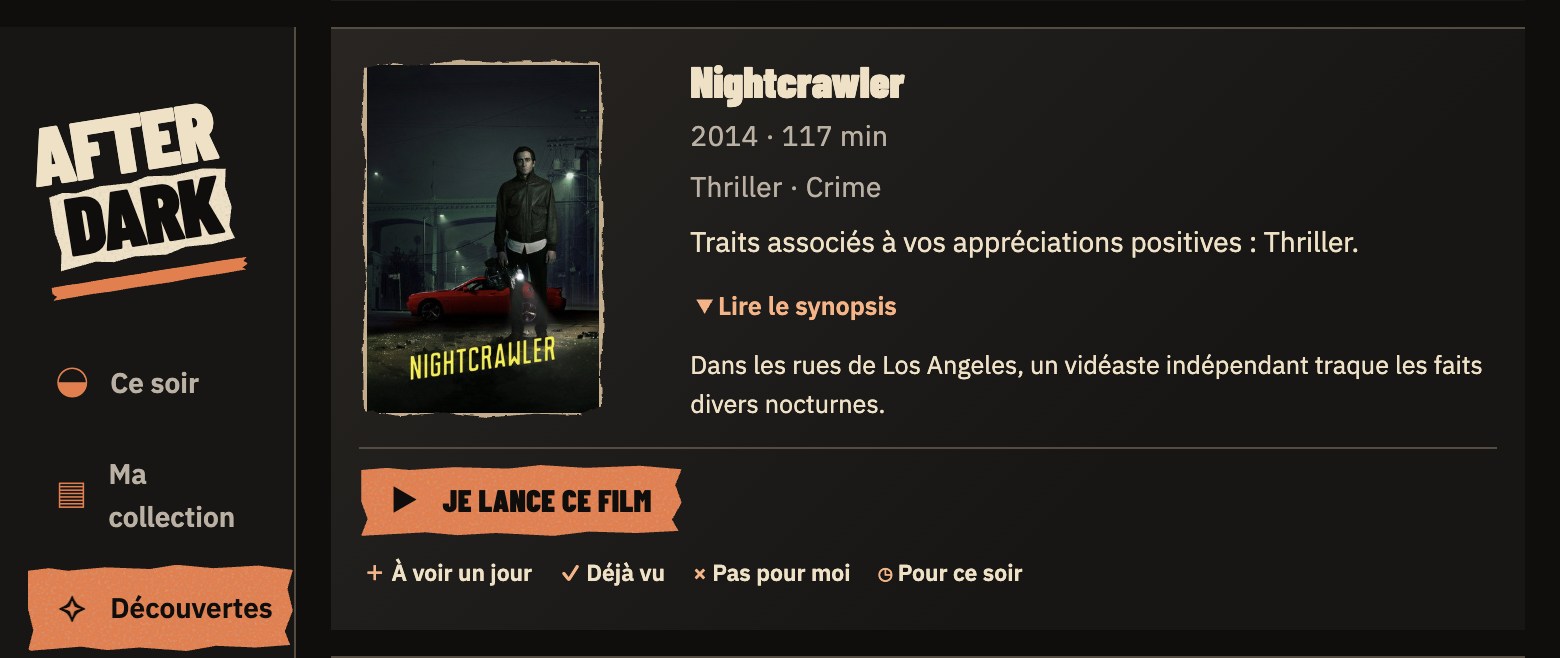 AFTER
DARK
Ce soir
Ma
collection
Découvertes
NIGHTCRAWLER
Nightcrawler
2014 · 117 min
Thriller · Crime
Traits associés à vos appréciations positives : Thriller.
▼ Lire le synopsis
Dans les rues de Los Angeles, un vidéaste indépendant traque les faits
divers nocturnes.
JE LANCE CE FILM
+ À voir un jour ✓ Déjà vu × Pas pour moi ◷ Pour ce soir